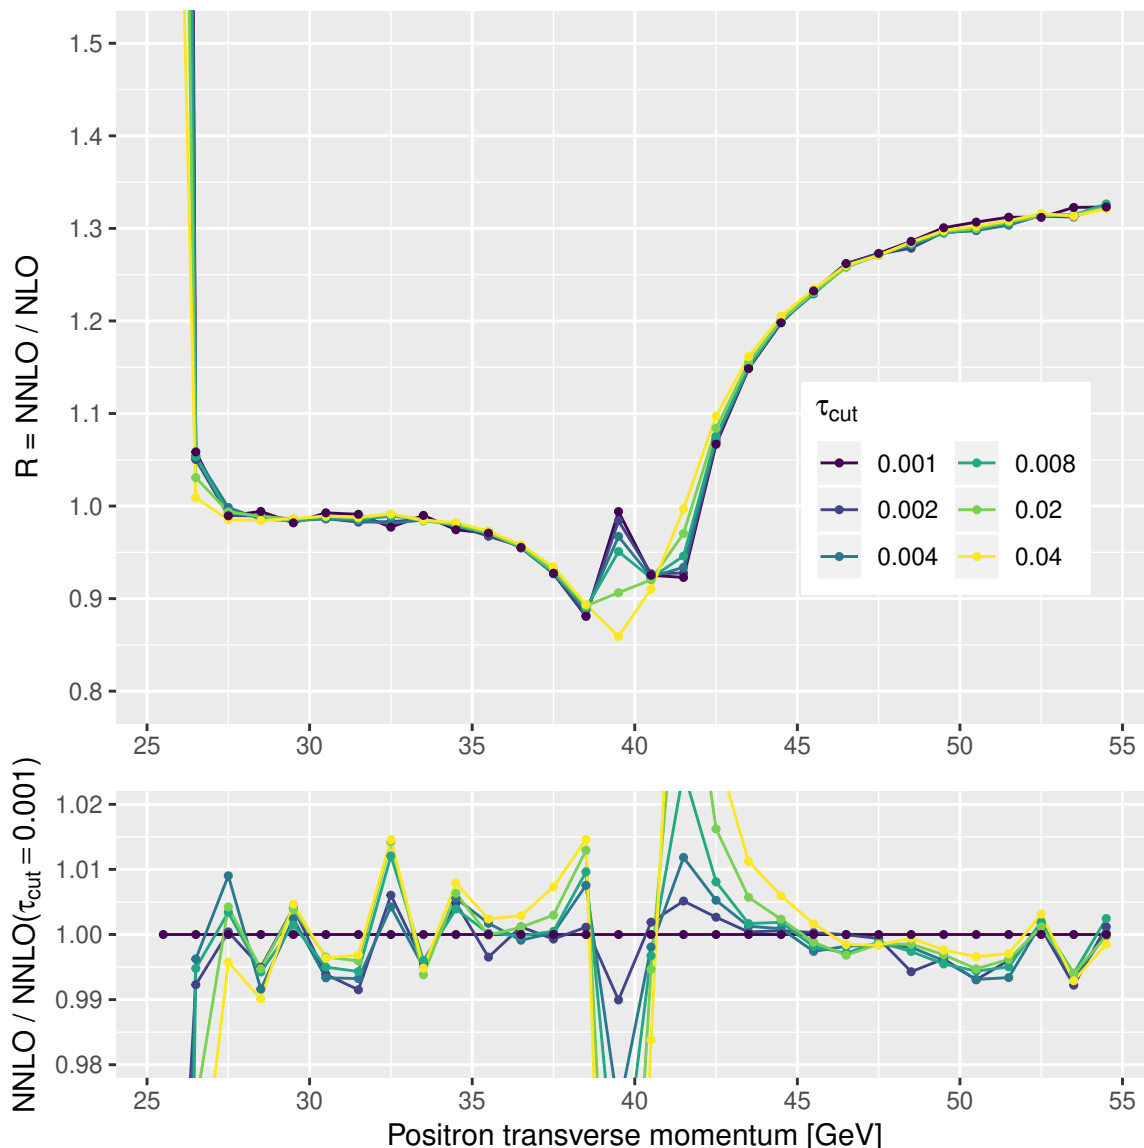 R = NNLO / NLO
1.5
1.4
1.3
1.2
1.1
1.0
0.9
0.8
τcut
0.001 0.008
0.002 0.02
0.004 0.04
25 30 35 40 45 50 55
NNLO / NNLO(τcut = 0.001)
1.02
1.01
1.00
0.99
0.98
25 30 35 40 45 50 55
Positron transverse momentum [GeV]